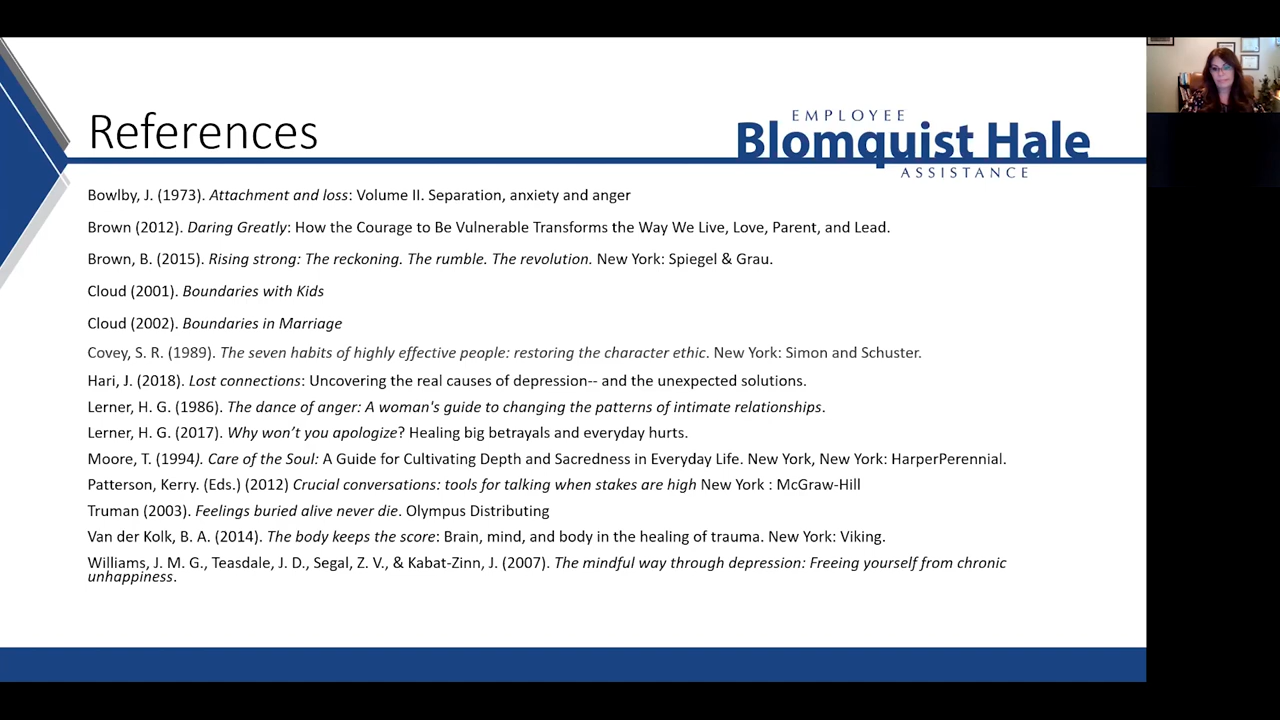 References
EMPLOYEE
Blomquist Hale
ASSISTANCE
Bowlby, J. (1973). Attachment and loss: Volume II. Separation, anxiety and anger
Brown (2012). Daring Greatly: How the Courage to Be Vulnerable Transforms the Way We Live, Love, Parent, and Lead.
Brown, B. (2015). Rising strong: The reckoning. The rumble. The revolution. New York: Spiegel & Grau.
Cloud (2001). Boundaries with Kids
Cloud (2002). Boundaries in Marriage
Covey, S. R. (1989). The seven habits of highly effective people: restoring the character ethic. New York: Simon and Schuster.
Hari, J. (2018). Lost connections: Uncovering the real causes of depression-- and the unexpected solutions.
Lerner, H. G. (1986). The dance of anger: A woman's guide to changing the patterns of intimate relationships.
Lerner, H. G. (2017). Why won’t you apologize? Healing big betrayals and everyday hurts.
Moore, T. (1994). Care of the Soul: A Guide for Cultivating Depth and Sacredness in Everyday Life. New York, New York: HarperPerennial.
Patterson, Kerry. (Eds.) (2012) Crucial conversations: tools for talking when stakes are high New York : McGraw-Hill
Truman (2003). Feelings buried alive never die. Olympus Distributing
Van der Kolk, B. A. (2014). The body keeps the score: Brain, mind, and body in the healing of trauma. New York: Viking.
Williams, J. M. G., Teasdale, J. D., Segal, Z. V., & Kabat-Zinn, J. (2007). The mindful way through depression: Freeing yourself from chronic
unhappiness.